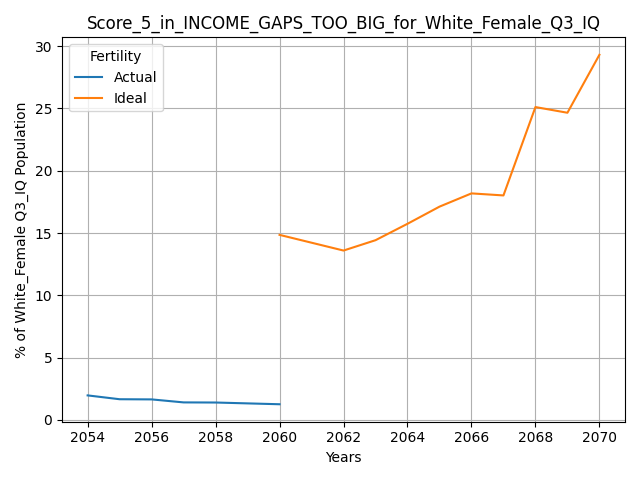 Score_5_in_INCOME_GAPS_TOO_BIG_for_White_Female_Q3_IQ
Fertility
Actual
Ideal
% of White_Female Q3_IQ Population
30
25
20
15
10
5
0
2054 2056 2058 2060 2062 2064 2066 2068 2070
Years